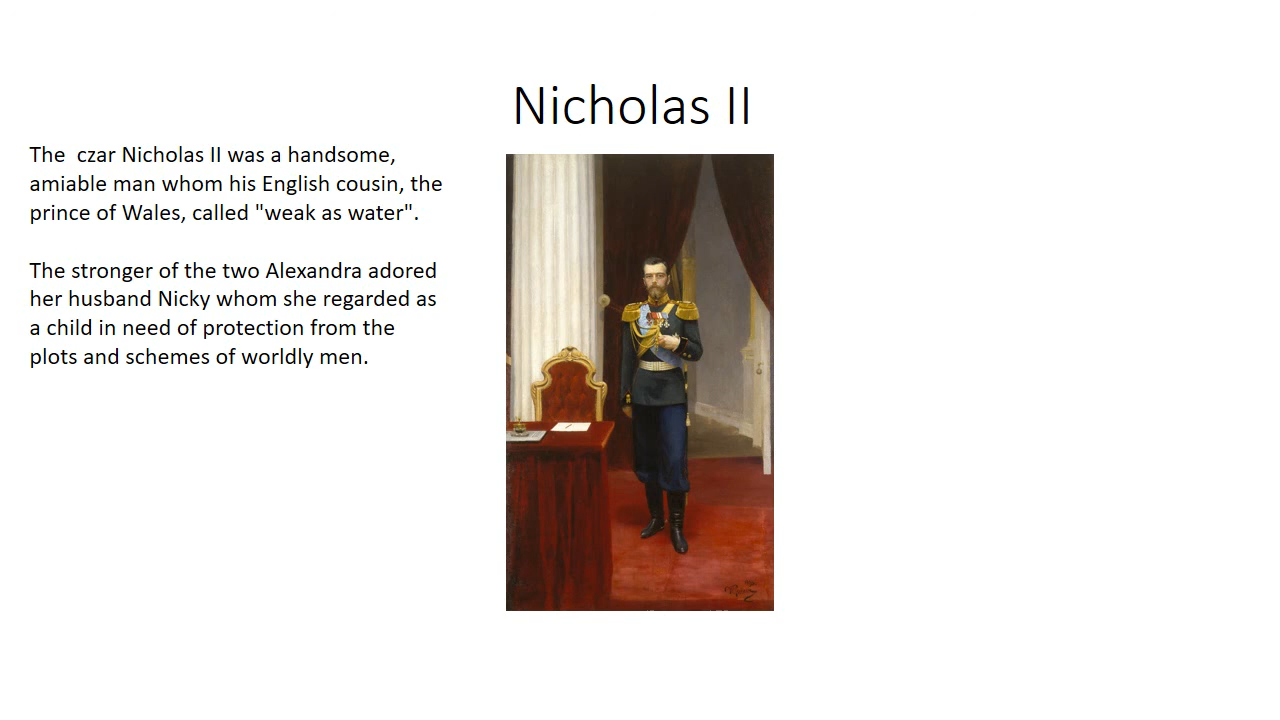 Nicholas II
The  czar Nicholas II was a handsome,
amiable man whom his English cousin, the
prince of Wales, called "weak as water".
The stronger of the two Alexandra adored
her husband Nicky whom she regarded as
a child in need of protection from the
plots and schemes of worldly men.